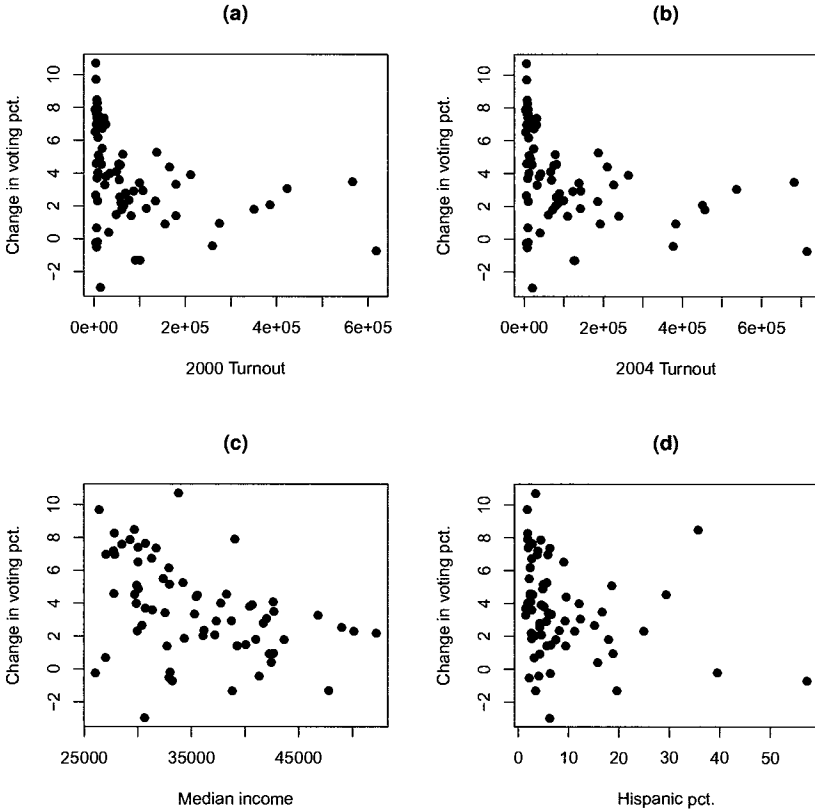 (a)
(b)
Change in voting pct.
10
8
6
4
2
0
−2
0e+00 2e+05 4e+05 6e+05
2000 Turnout
Change in voting pct.
10
8
6
4
2
0
−2
0e+00 2e+05 4e+05 6e+05
2004 Turnout
(c)
(d)
Change in voting pct.
10
8
6
4
2
0
−2
25000 35000 45000
Median income
Change in voting pct.
10
8
6
4
2
0
−2
0 10 20 30 40 50
Hispanic pct.